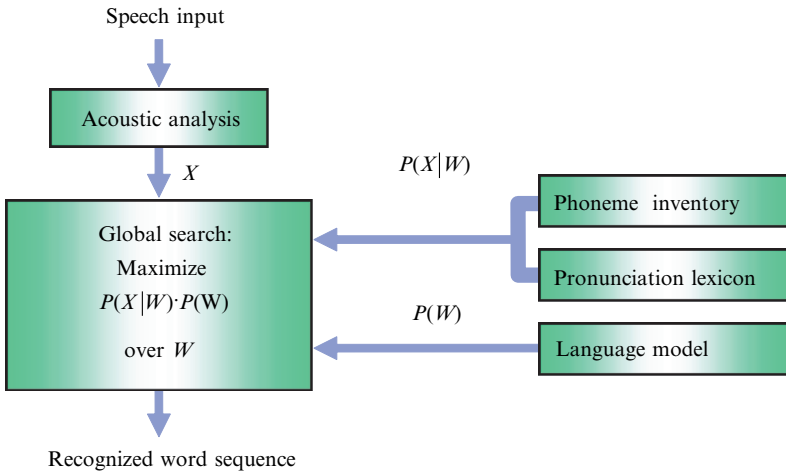 Speech input
Acoustic analysis
X
P(X|W)
Phoneme inventory
Global search:
Maximize
P(X|W)·P(W)
over W
Pronunciation lexicon
P(W)
Language model
Recognized word sequence